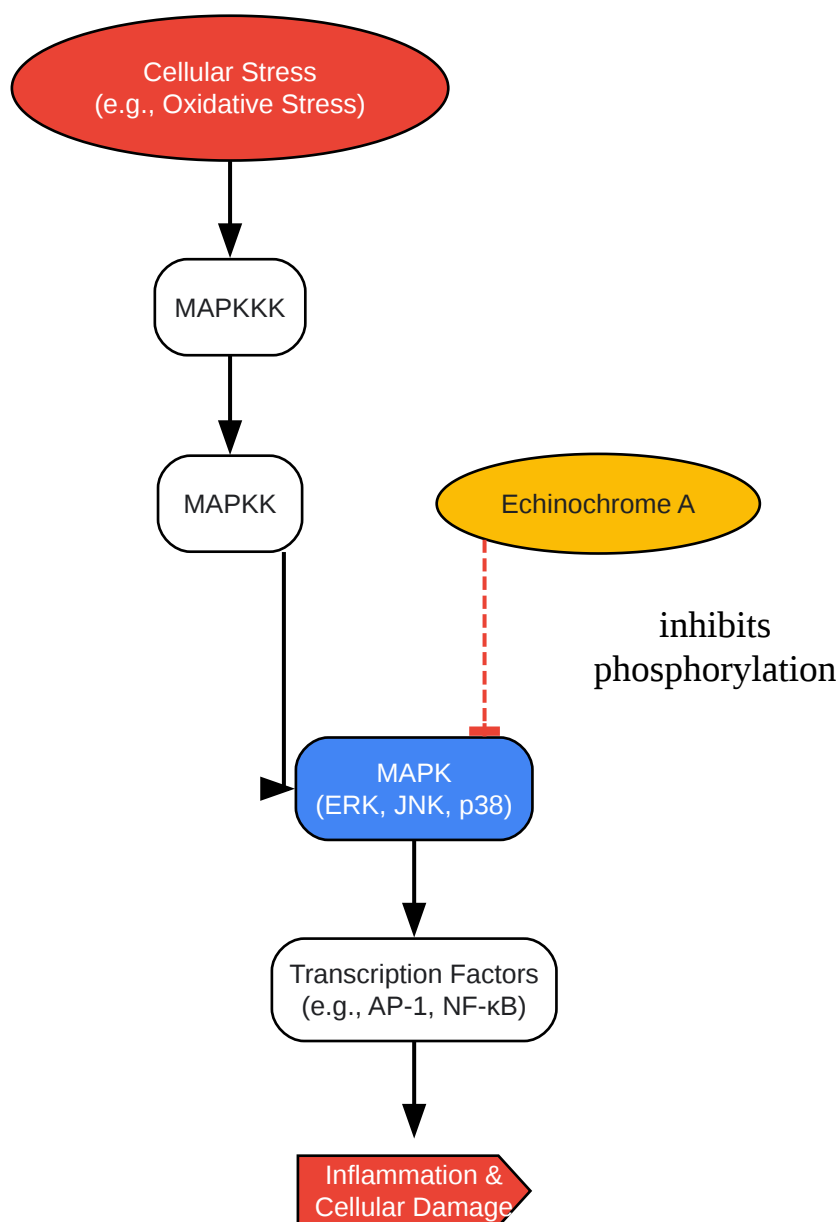 Cellular Stress
(e.g., Oxidative Stress)
MAPKKK
MAPKK
Echinochrome A
inhibits
phosphorylation
MAPK
(ERK, JNK, p38)
Transcription Factors
(e.g., AP-1, NF-κB)
Inflammation &
Cellular Damage